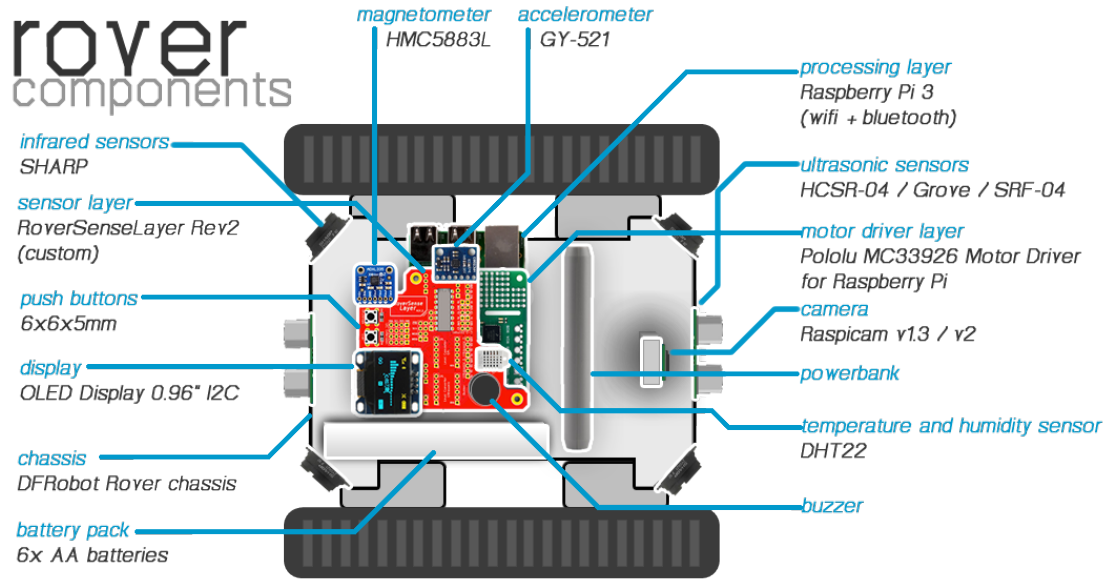 rover
components
magnetometer
HMC5883L
accelerometer
GY-521
infrared sensors
SHARP
sensor layer
RoverSenseLayer Rev2
(custom)
push buttons
6x6x5mm
display
OLED Display 0.96" I2C
chassis
DFRobot Rover chassis
battery pack
6x AA batteries
processing layer
Raspberry Pi 3
(wifi + bluetooth)
ultrasonic sensors
HCSR-04 / Grove / SRF-04
motor driver layer
Pololu MC33926 Motor Driver
for Raspberry Pi
camera
Raspicam v1.3 / v2
powerbank
temperature and humidity sensor
DHT22
buzzer
RoverSense
Layer